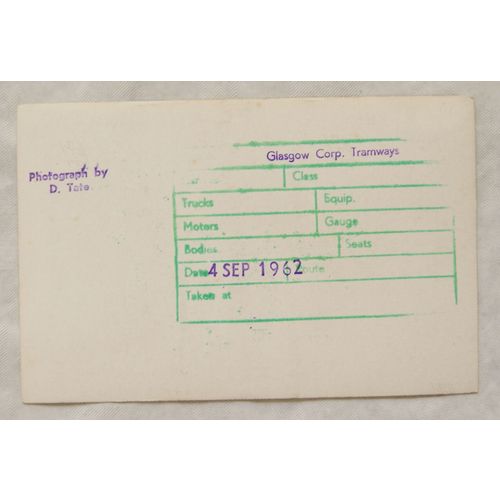 Photograph by
D. Tate
Glasgow Corp. Tramways
Class
Trucks Equip.
Motors Gauge
Bodies Seats
Date 4 SEP 1962
Taken at